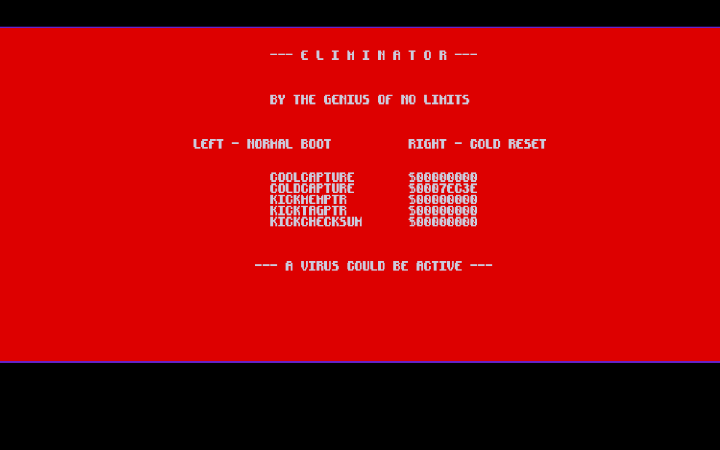 --- E L I M I N A T O R ---
BY THE GENIUS OF NO LIMITS
LEFT - NORMAL BOOT RIGHT - COLD RESET
COOLCAPTURE $00000000
COLDCAPTURE $0007EC3E
KICKMEMPTR $00000000
KICKTAGPTR $00000000
KICKCHECKSUM $00000000
--- A VIRUS COULD BE ACTIVE ---